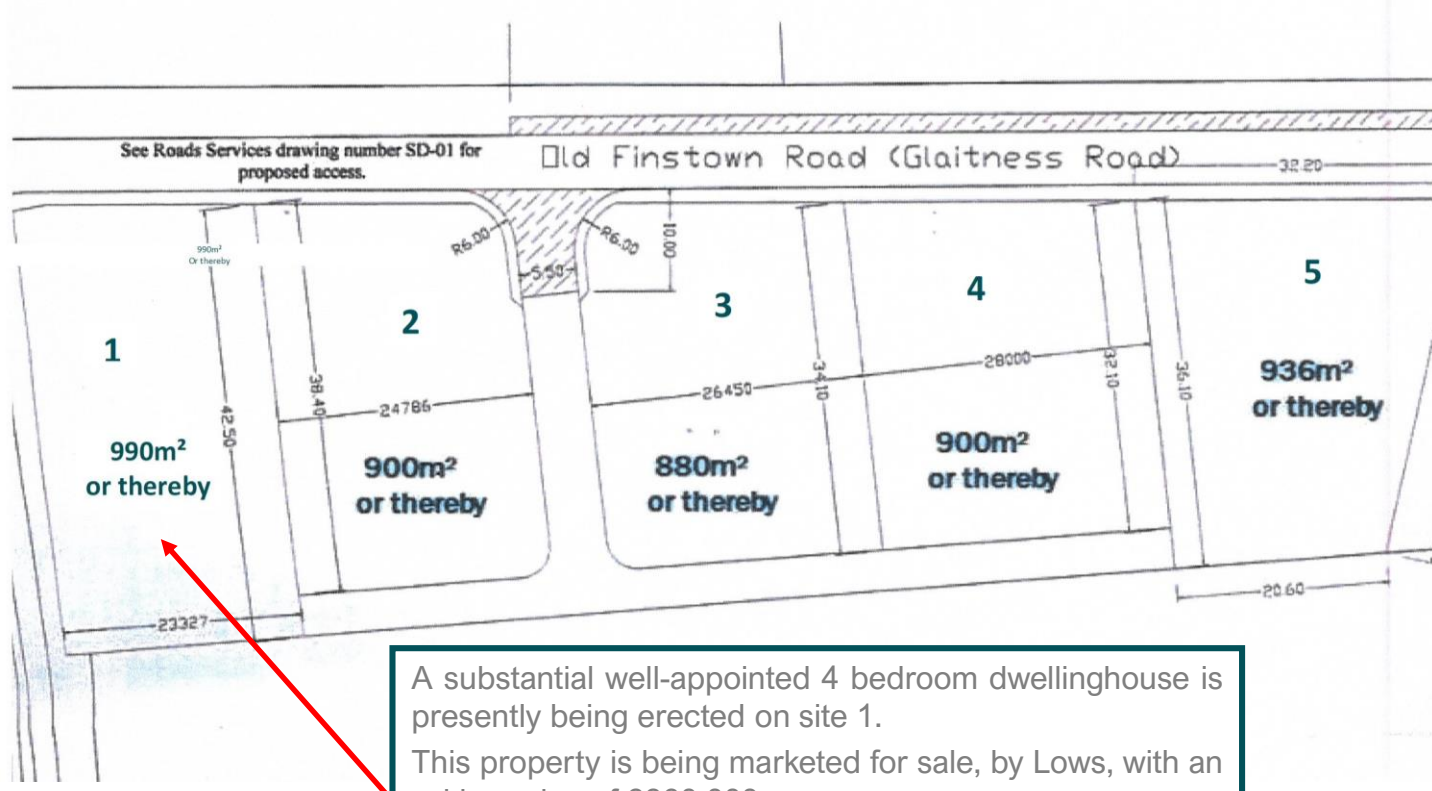 See Roads Services drawing number SD-01 for
proposed access.
Old Finstown Road (Glaitness Road)
32.20
990m²
Or thereby
R6.00
R6.00
10.00
5.50
1
2
3
4
5
38.40
42.50
24786
26450
34.10
28000
32.10
36.10
936m²
or thereby
990m²
or thereby
900m²
or thereby
880m²
or thereby
900m²
or thereby
23327
20.60
A substantial well-appointed 4 bedroom dwellinghouse is
presently being erected on site 1.
This property is being marketed for sale, by Lows, with an